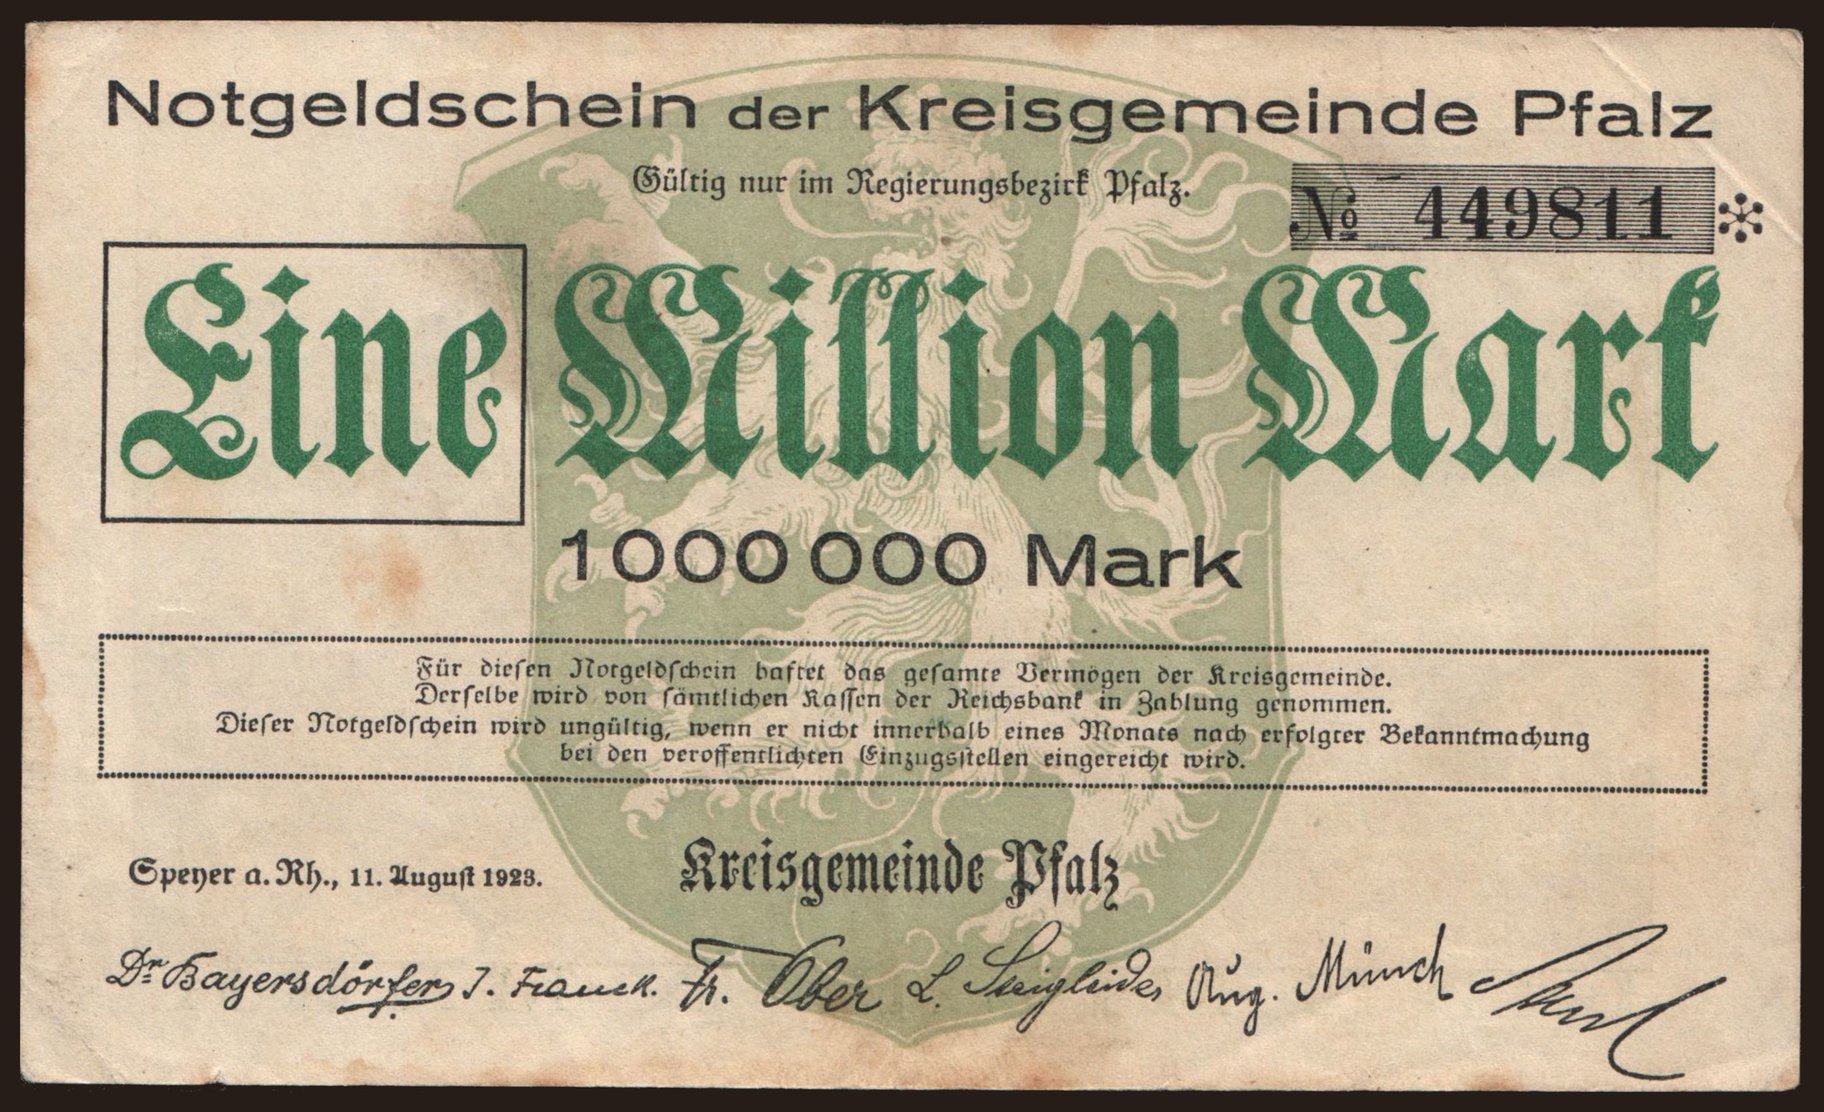 Notgeldschein der Kreisgemeinde Pfalz
Gültig nur im Regierungsbezirk Pfalz.
No 449811
Eine Million Mark
1000000 Mark
Für dieſen Notgeldſchein haftet das geſamte Vermögen der Kreisgemeinde.
Derſelbe wird von ſämtlichen Kaſſen der Reichsbank in Zahlung genommen.
Dieſer Notgeldſchein wird ungültig, wenn er nicht innerhalb eines Monats nach erfolgter Bekanntmachung
bei den veroffentlichten Einzugsſtellen eingereicht wird.
Kreisgemeinde Pfalz
Speyer a. Rh., 11. Auguſt 1923.
Dr Bayersdörfer J. Franck. Fr. Ober L. Aug. Münch